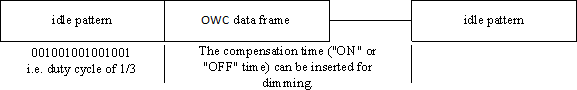 idle pattern
OWC data frame
idle pattern
001001001001001
i.e. duty cycle of 1/3
The compensation time ("ON" or
"OFF" time) can be inserted for
dimming.